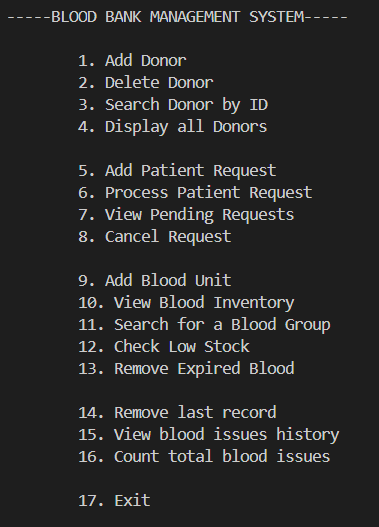 -----BLOOD BANK MANAGEMENT SYSTEM-----
1. Add Donor
2. Delete Donor
3. Search Donor by ID
4. Display all Donors
5. Add Patient Request
6. Process Patient Request
7. View Pending Requests
8. Cancel Request
9. Add Blood Unit
10. View Blood Inventory
11. Search for a Blood Group
12. Check Low Stock
13. Remove Expired Blood
14. Remove last record
15. View blood issues history
16. Count total blood issues
17. Exit